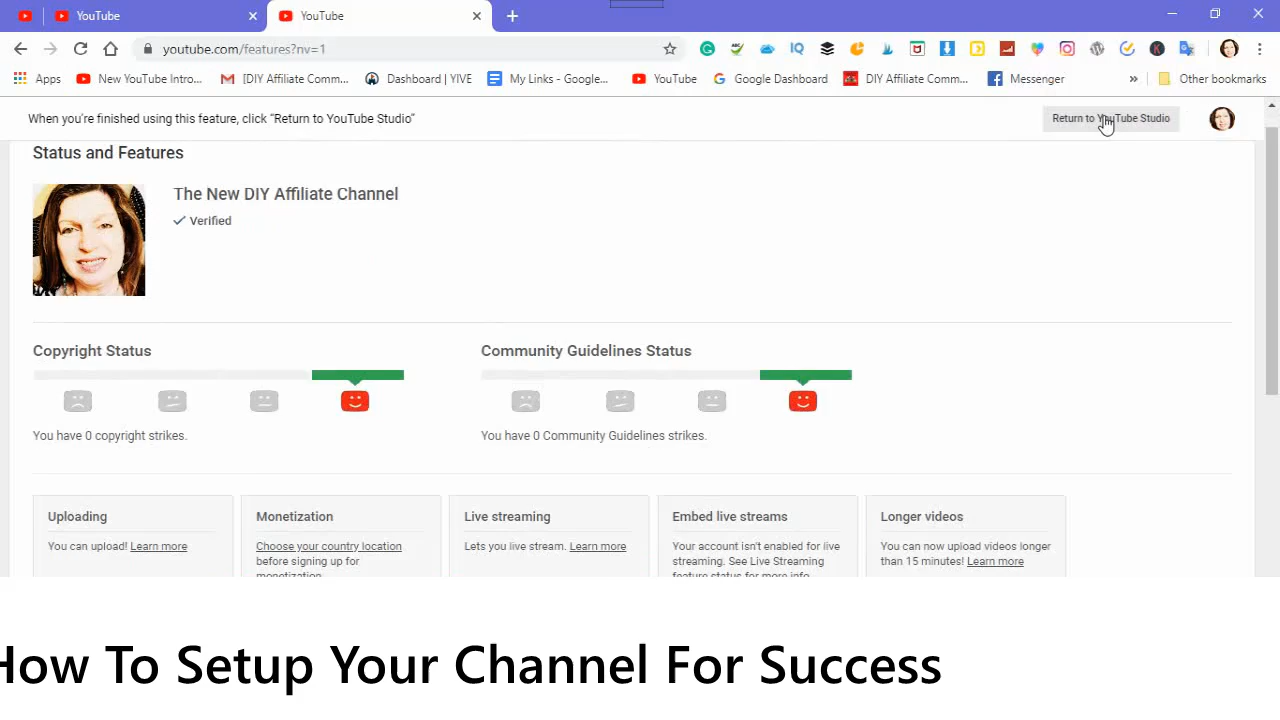 YouTube
YouTube
youtube.com/features?nv=1
Apps
New YouTube Intro...
[DIY Affiliate Comm...
Dashboard | YIVE
My Links - Google...
YouTube
Google Dashboard
DIY Affiliate Comm...
Messenger
»
Other bookmarks
When you're finished using this feature, click “Return to YouTube Studio”
Return to YouTube Studio
Status and Features
The New DIY Affiliate Channel
Verified
Copyright Status
Community Guidelines Status
You have 0 copyright strikes.
You have 0 Community Guidelines strikes.
Uploading
You can upload! Learn more
Monetization
Choose your country location
before signing up for
monetization.
Live streaming
Lets you live stream. Learn more
Embed live streams
Your account isn't enabled for live
streaming. See Live Streaming
feature status for more info.
Longer videos
You can now upload videos longer
than 15 minutes! Learn more
How To Setup Your Channel For Success